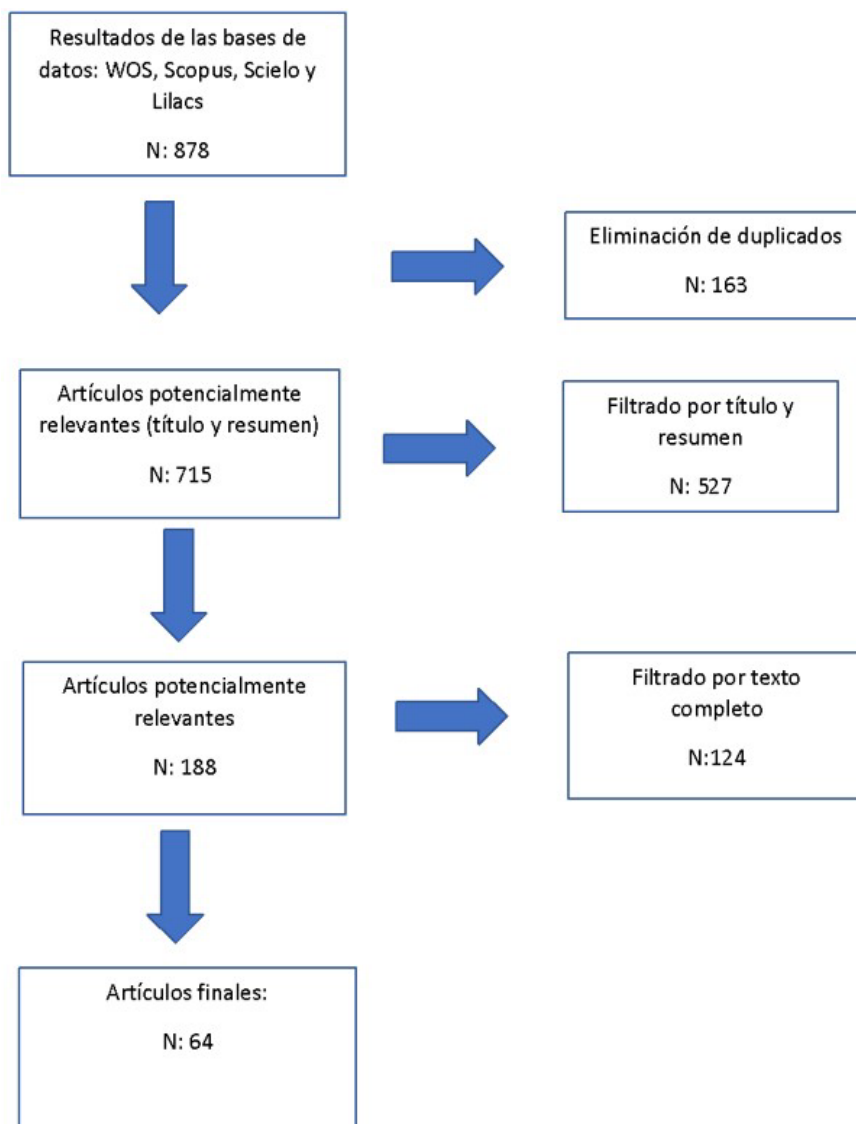 Resultados de las bases de
datos: WOS, Scopus, Scielo y
Lilacs
N: 878
Eliminación de duplicados
N: 163
Artículos potencialmente
relevantes (título y resumen)
N: 715
Filtrado por título y
resumen
N: 527
Artículos potencialmente
relevantes
N: 188
Filtrado por texto
completo
N:124
Artículos finales:
N: 64